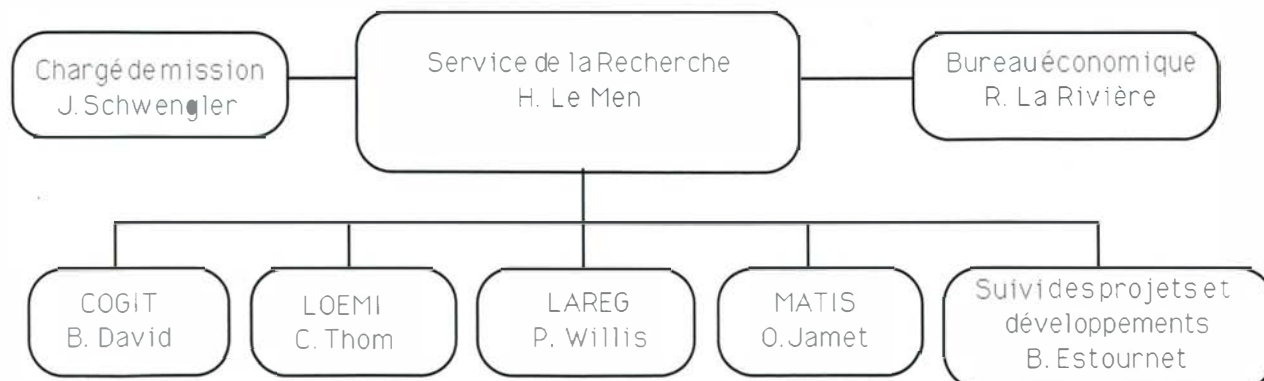 Chargé de mission
J. Schwengler
Service de la Recherche
H. Le Men
Bureau économique
R. La Rivière
COGIT
B. David
LOEMI
C. Thom
LAREG
P. Willis
MATIS
O. Jamet
Suivi des projets et
développements
B. Estournet